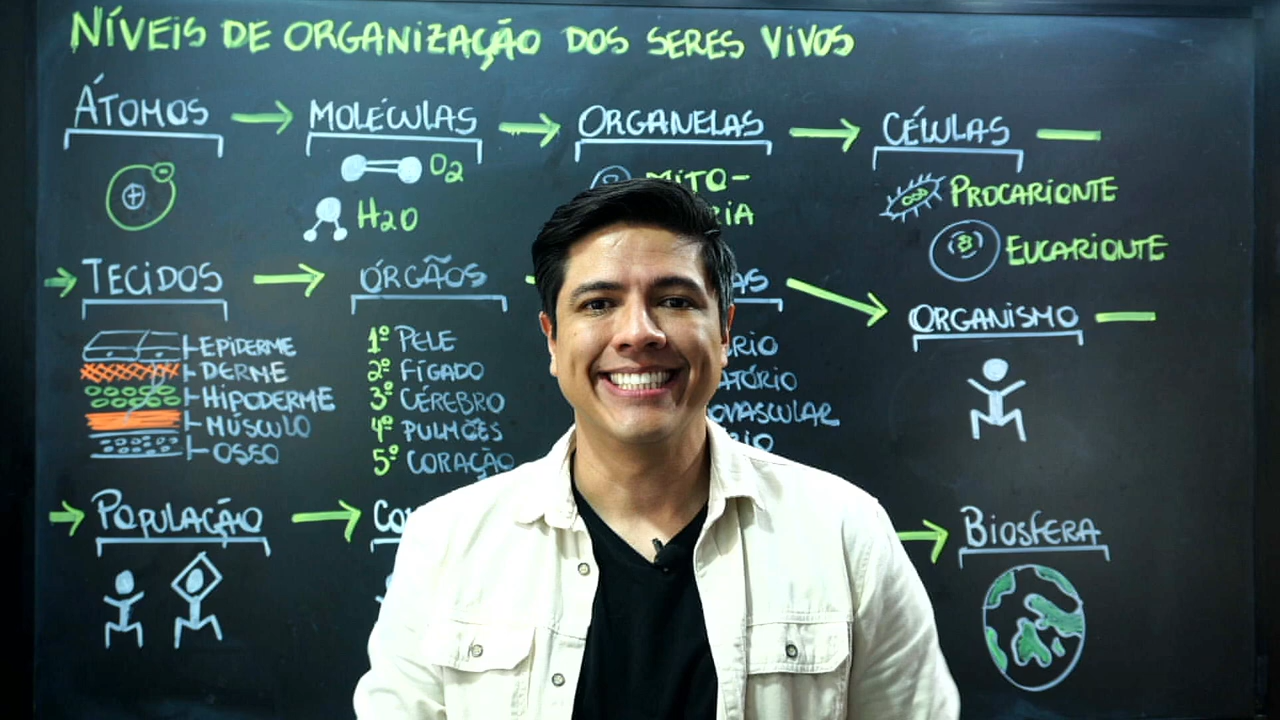 NÍVEIS DE ORGANIZAÇÃO DOS SERES VIVOS
ÁTOMOS → MOLÉCULAS → ORGANELAS → CÉLULAS
O2
H2O
MITO-
PROCARIONTE
EUCARIONTE
TECIDOS → ÓRGÃOS
ORGANISMO
EPIDERME
DERME
HIPODERME
MÚSCULO
OSSO
1º PELE
2º FÍGADO
3º CÉREBRO
4º PULMÕES
5º CORAÇÃO
POPULAÇÃO
BIOSFERA